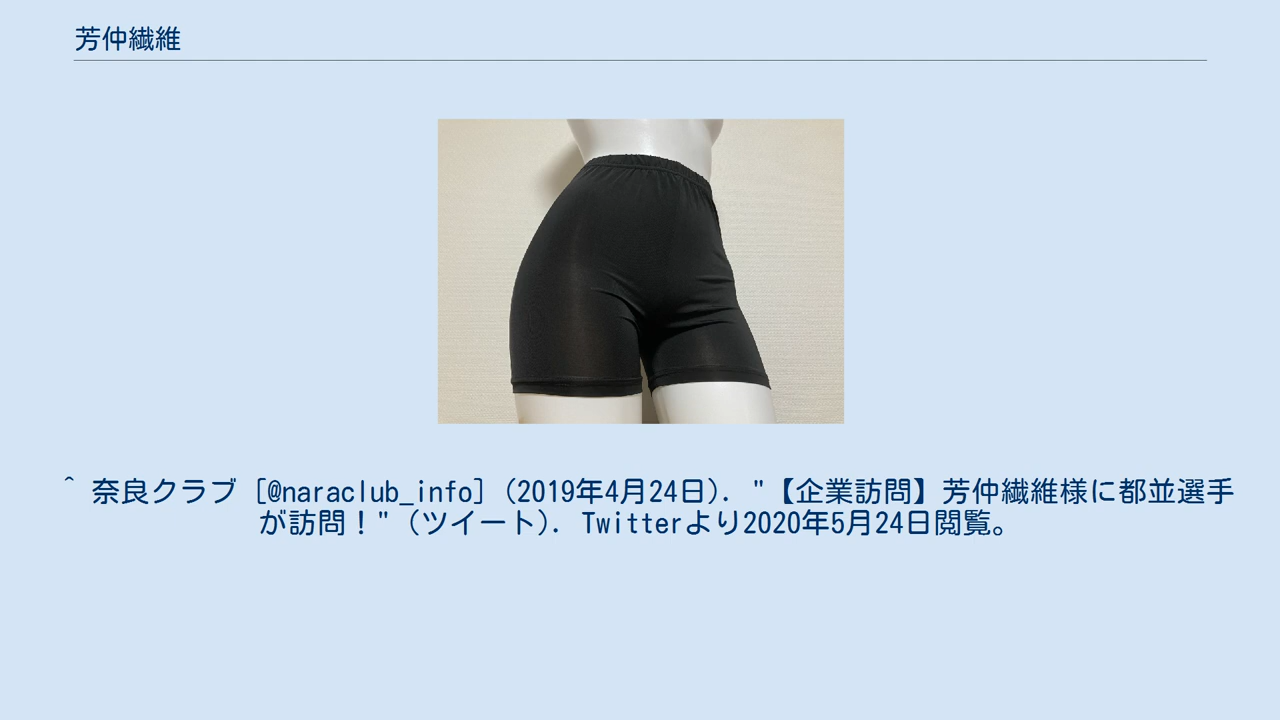 芳仲繊維
^ 奈良クラブ [@naraclub_info] (2019年4月24日). "【企業訪問】芳仲繊維様に都並選手
が訪問！" (ツイート). Twitterより2020年5月24日閲覧。